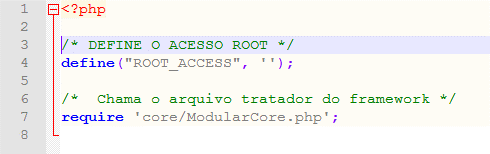 1 <?php
2
3 /* DEFINE O ACESSO ROOT */
4 define("ROOT_ACCESS", '');
5
6 /*  Chama o arquivo tratador do framework */
7 require 'core/ModularCore.php';
8